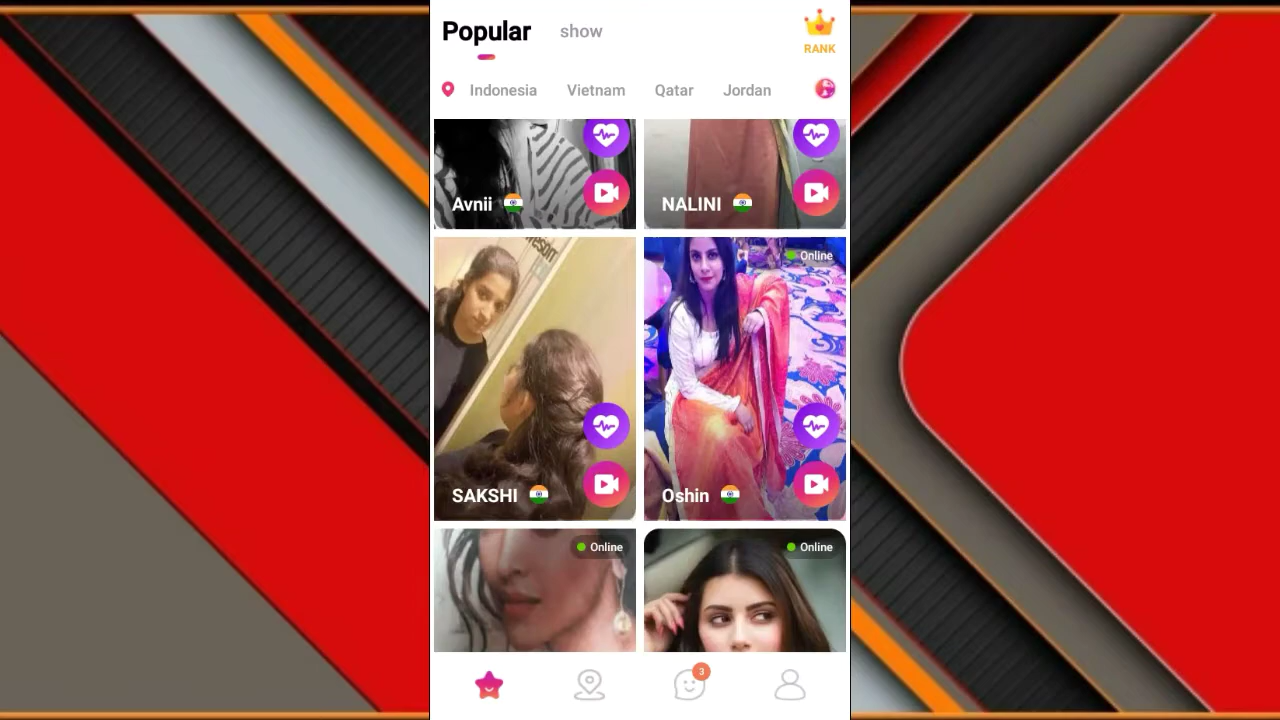 Popular show
RANK
Indonesia Vietnam Qatar Jordan
Avnii NALINI
Online
SAKSHI Oshin
Online Online
3